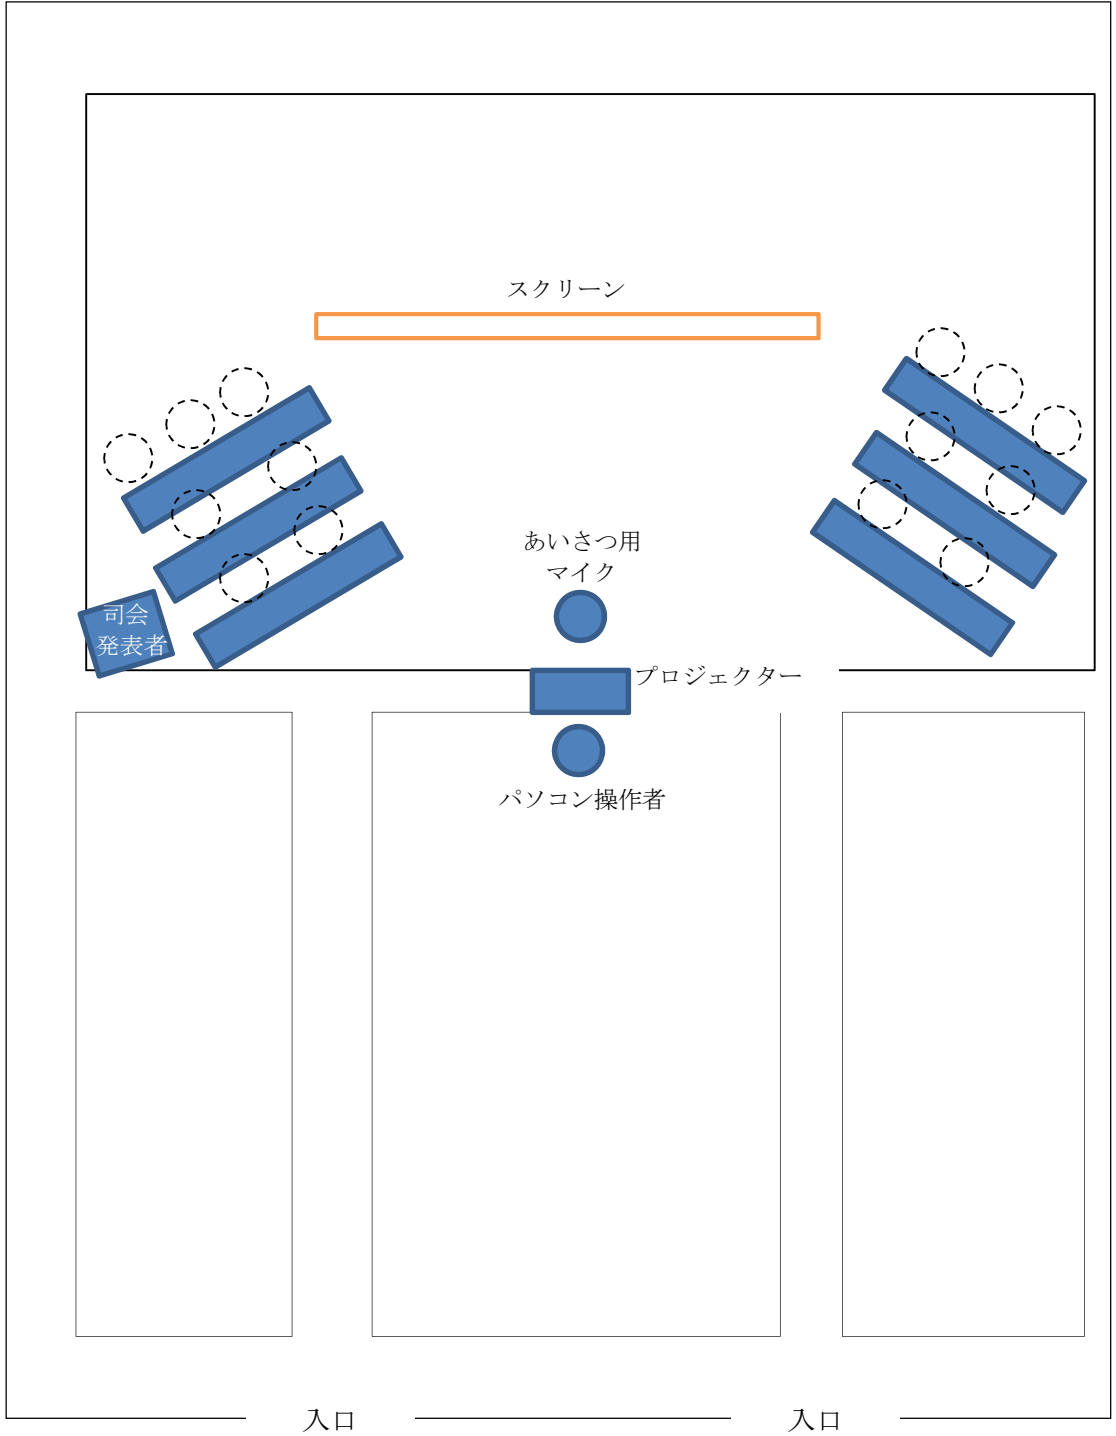 スクリーン
あいさつ用
マイク
司会
発表者
プロジェクター
パソコン操作者
入口
入口